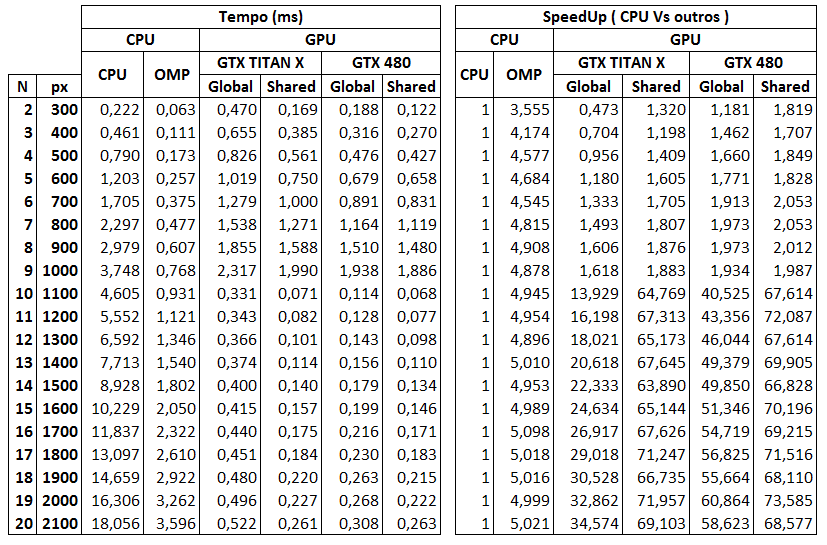 Tempo (ms) SpeedUp ( CPU Vs outros )
CPU GPU CPU GPU
CPU OMP GTX TITAN X GTX 480 CPU OMP GTX TITAN X GTX 480
N px Global Shared Global Shared Global Shared Global Shared
2 300 0,222 0,063 0,470 0,169 0,188 0,122 1 3,555 0,473 1,320 1,181 1,819
3 400 0,461 0,111 0,655 0,385 0,316 0,270 1 4,174 0,704 1,198 1,462 1,707
4 500 0,790 0,173 0,826 0,561 0,476 0,427 1 4,577 0,956 1,409 1,660 1,849
5 600 1,203 0,257 1,019 0,750 0,679 0,658 1 4,684 1,180 1,605 1,771 1,828
6 700 1,705 0,375 1,279 1,000 0,891 0,831 1 4,545 1,333 1,705 1,913 2,053
7 800 2,297 0,477 1,538 1,271 1,164 1,119 1 4,815 1,493 1,807 1,973 2,053
8 900 2,979 0,607 1,855 1,588 1,510 1,480 1 4,908 1,606 1,876 1,973 2,012
9 1000 3,748 0,768 2,317 1,990 1,938 1,886 1 4,878 1,618 1,883 1,934 1,987
10 1100 4,605 0,931 0,331 0,071 0,114 0,068 1 4,945 13,929 64,769 40,525 67,614
11 1200 5,552 1,121 0,343 0,082 0,128 0,077 1 4,954 16,198 67,313 43,356 72,087
12 1300 6,592 1,346 0,366 0,101 0,143 0,098 1 4,896 18,021 65,173 46,044 67,614
13 1400 7,713 1,540 0,374 0,114 0,156 0,110 1 5,010 20,618 67,645 49,379 69,905
14 1500 8,928 1,802 0,400 0,140 0,179 0,134 1 4,953 22,333 63,890 49,850 66,828
15 1600 10,229 2,050 0,415 0,157 0,199 0,146 1 4,989 24,634 65,144 51,346 70,196
16 1700 11,837 2,322 0,440 0,175 0,216 0,171 1 5,098 26,917 67,626 54,719 69,215
17 1800 13,097 2,610 0,451 0,184 0,230 0,183 1 5,018 29,018 71,247 56,825 71,516
18 1900 14,659 2,922 0,480 0,220 0,263 0,215 1 5,016 30,528 66,735 55,664 68,110
19 2000 16,306 3,262 0,496 0,227 0,268 0,222 1 4,999 32,862 71,957 60,864 73,585
20 2100 18,056 3,596 0,522 0,261 0,308 0,263 1 5,021 34,574 69,103 58,623 68,577